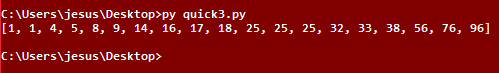 C:\Users\jesus\Desktop>py quick3.py
[1, 1, 4, 5, 8, 9, 14, 16, 17, 18, 25, 25, 25, 32, 33, 38, 56, 76, 96]
C:\Users\jesus\Desktop>